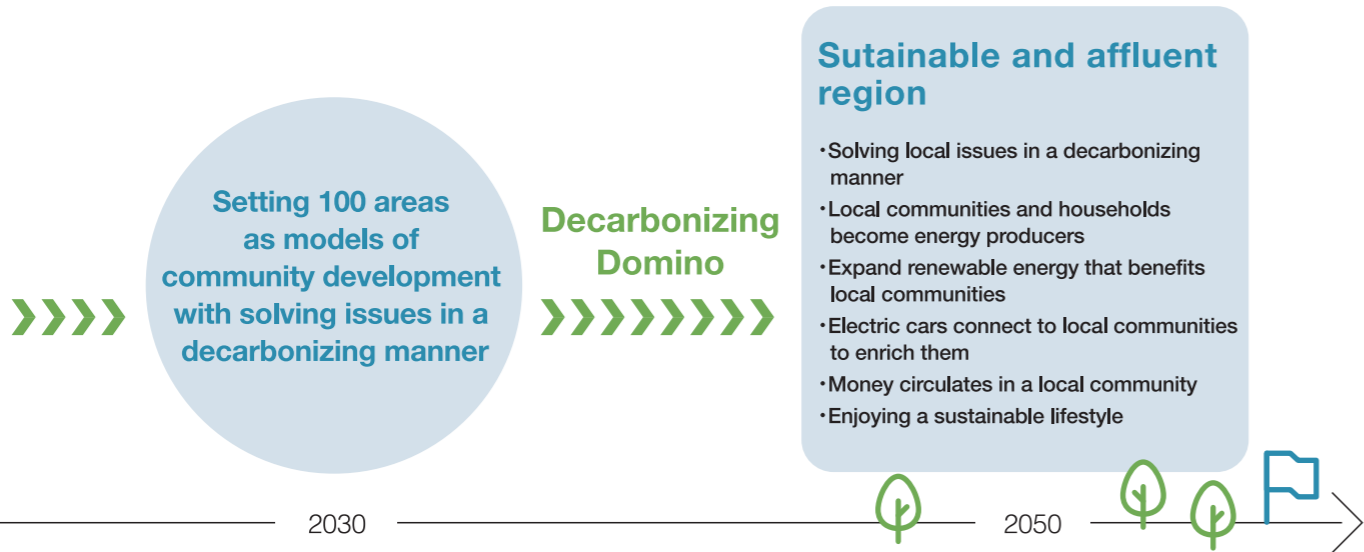 Setting 100 areas
as models of
community development
with solving issues in a
decarbonizing manner
Decarbonizing
Domino
Sutainable and affluent
region
・Solving local issues in a decarbonizing
manner
・Local communities and households
become energy producers
・Expand renewable energy that benefits
local communities
・Electric cars connect to local communities
to enrich them
・Money circulates in a local community
・Enjoying a sustainable lifestyle
2030
2050